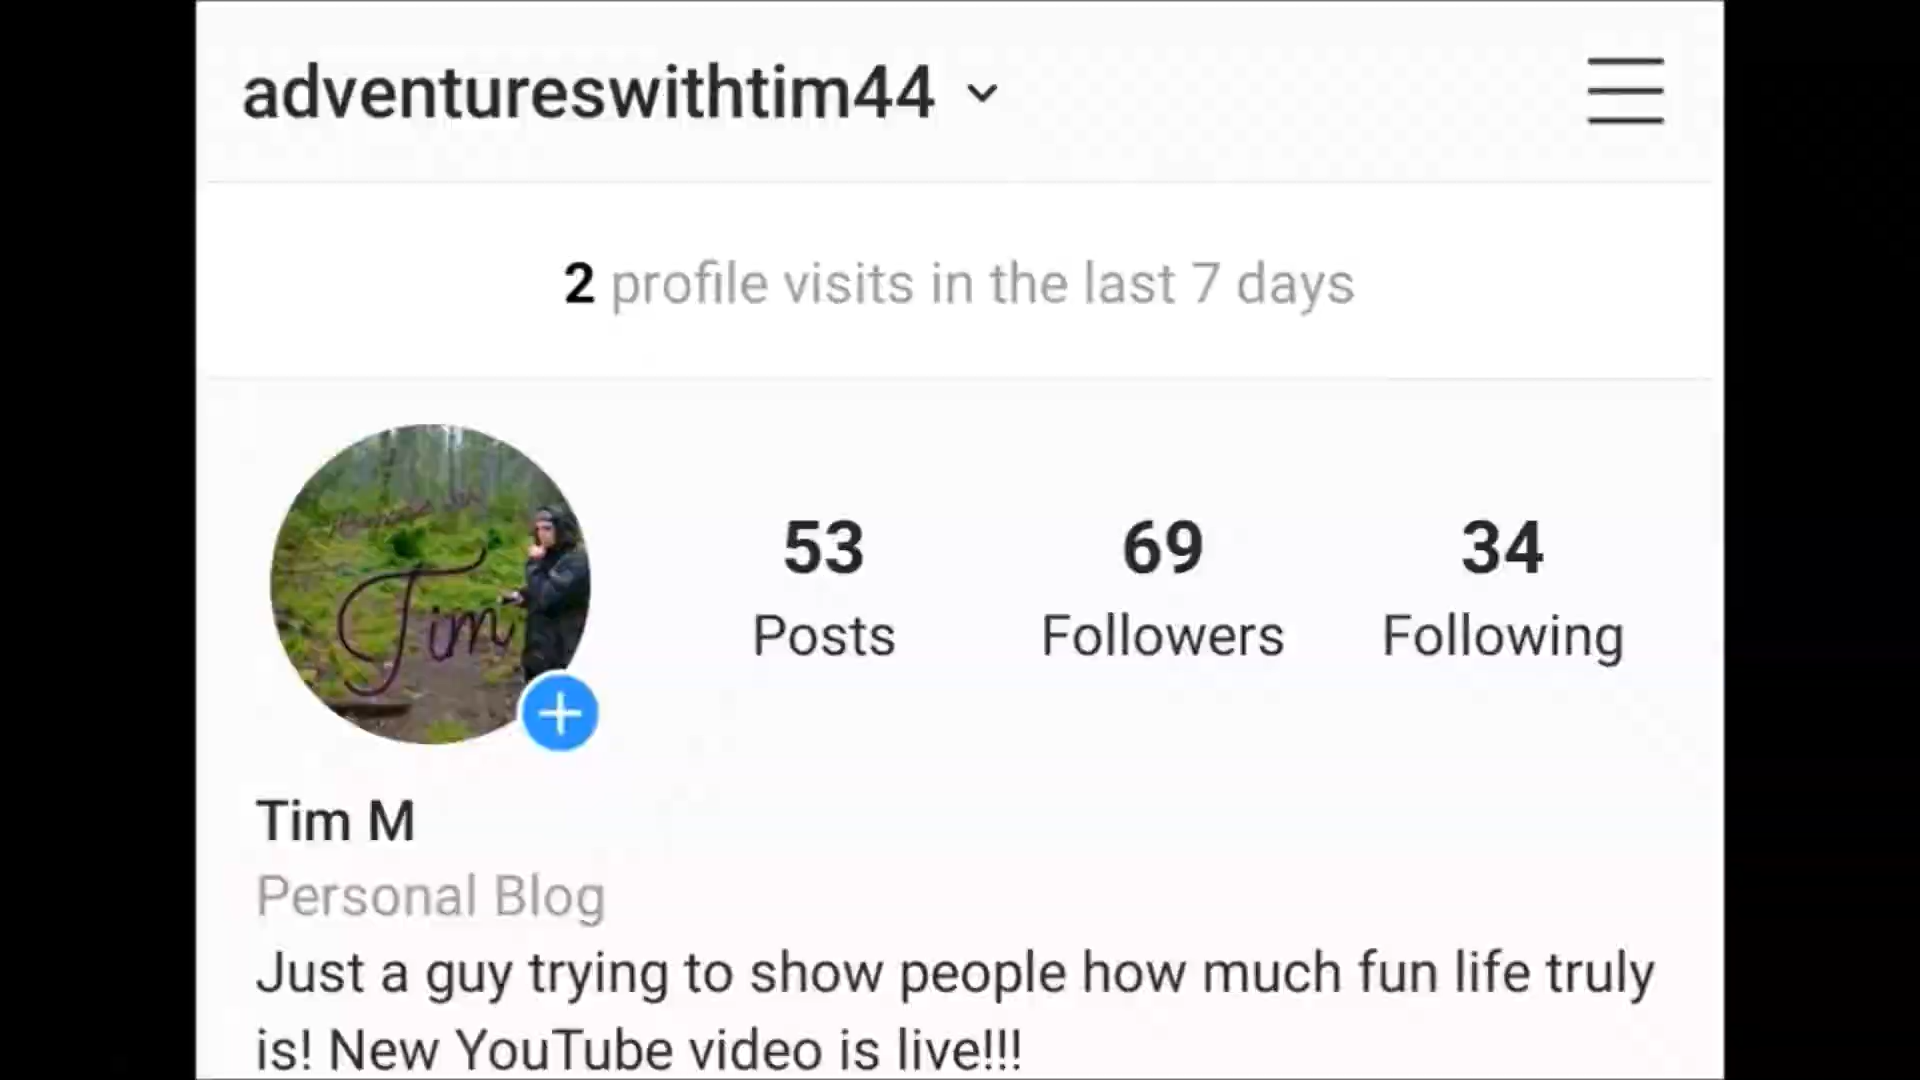 adventureswithtim44
2 profile visits in the last 7 days
53
Posts
69
Followers
34
Following
Tim
Tim M
Personal Blog
Just a guy trying to show people how much fun life truly
is! New YouTube video is live!!!